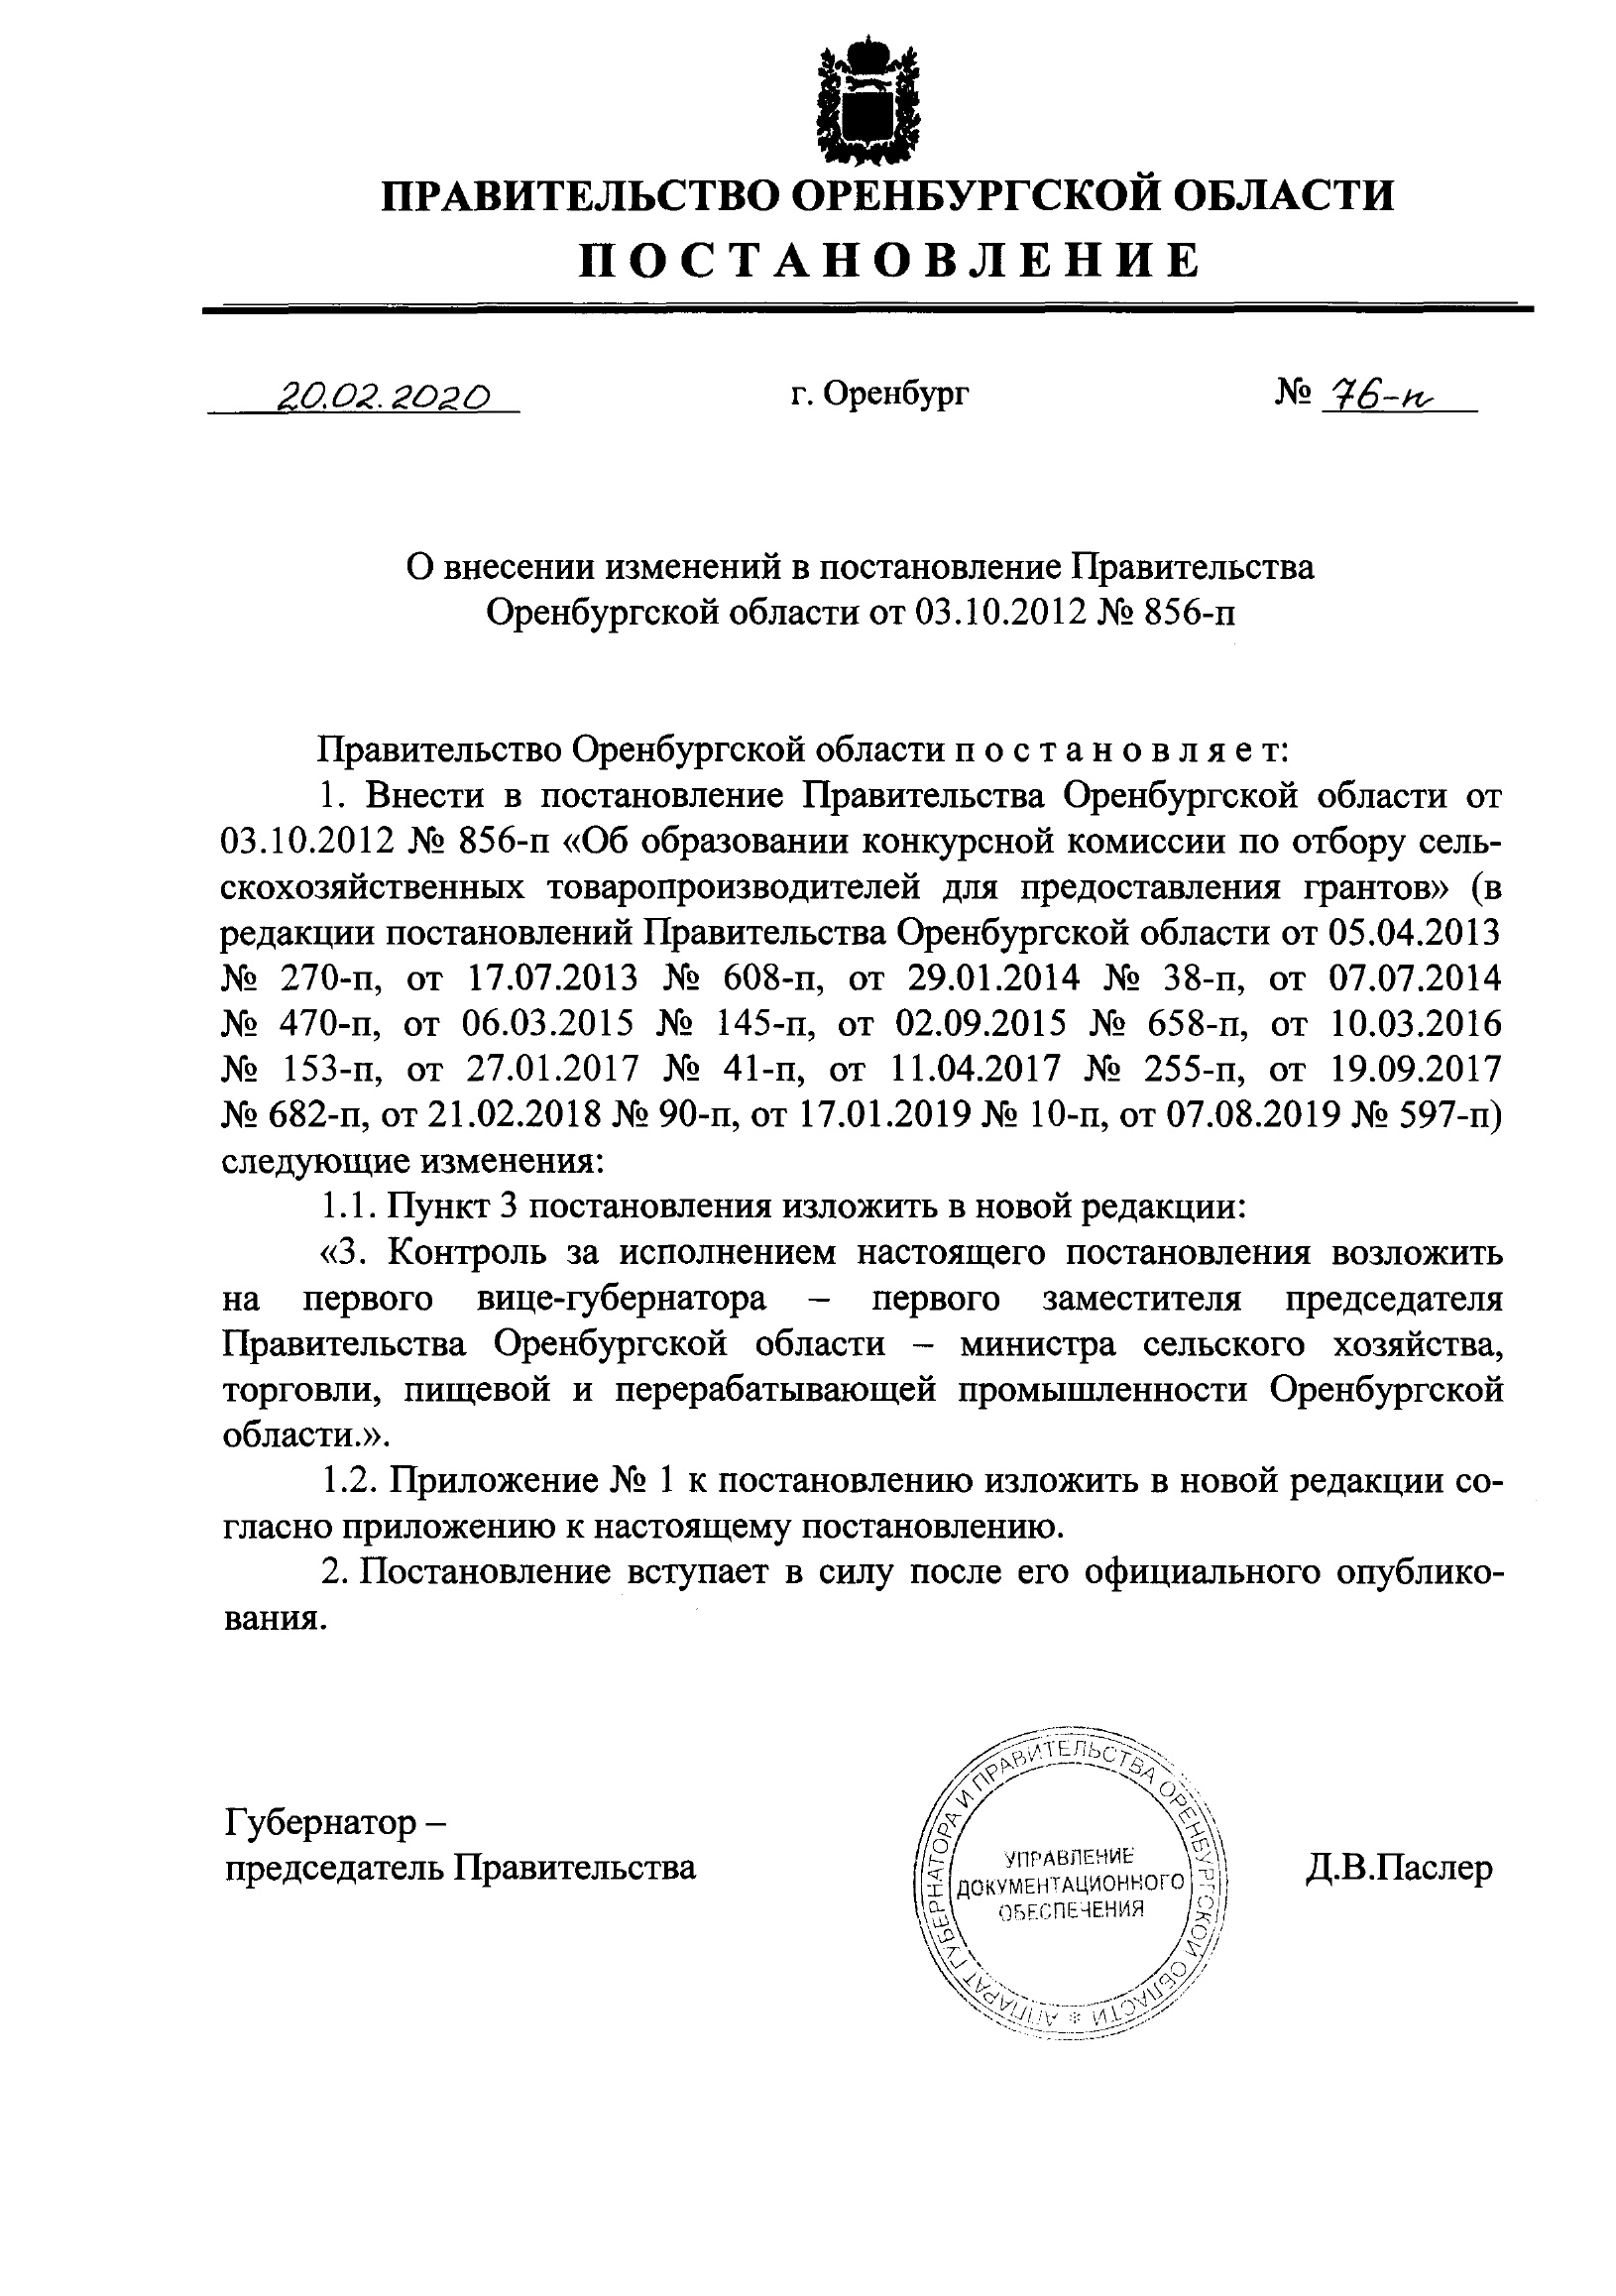 ПРАВИТЕЛЬСТВО ОРЕНБУРГСКОЙ ОБЛАСТИ
П О С Т А Н О В Л Е Н И Е
20.02.2020 г. Оренбург № 76-п
О внесении изменений в постановление Правительства
Оренбургской области от 03.10.2012 № 856-п
Правительство Оренбургской области п о с т а н о в л я е т:
1. Внести в постановление Правительства Оренбургской области от
03.10.2012 № 856-п «Об образовании конкурсной комиссии по отбору сель-
скохозяйственных товаропроизводителей для предоставления грантов» (в
редакции постановлений Правительства Оренбургской области от 05.04.2013
№ 270-п, от 17.07.2013 № 608-п, от 29.01.2014 № 38-п, от 07.07.2014
№ 470-п, от 06.03.2015 № 145-п, от 02.09.2015 № 658-п, от 10.03.2016
№ 153-п, от 27.01.2017 № 41-п, от 11.04.2017 № 255-п, от 19.09.2017
№ 682-п, от 21.02.2018 № 90-п, от 17.01.2019 № 10-п, от 07.08.2019 № 597-п)
следующие изменения:
1.1. Пункт 3 постановления изложить в новой редакции:
«3. Контроль за исполнением настоящего постановления возложить
на первого вице-губернатора – первого заместителя председателя
Правительства Оренбургской области – министра сельского хозяйства,
торговли, пищевой и перерабатывающей промышленности Оренбургской
области.».
1.2. Приложение № 1 к постановлению изложить в новой редакции со-
гласно приложению к настоящему постановлению.
2. Постановление вступает в силу после его официального опублико-
вания.
Губернатор –
председатель Правительства
Д.В.Паслер
АППАРАТ ГУБЕРНАТОРА И ПРАВИТЕЛЬСТВА ОРЕНБУРГСКОЙ ОБЛАСТИ *
УПРАВЛЕНИЕ
ДОКУМЕНТАЦИОННОГО
ОБЕСПЕЧЕНИЯ